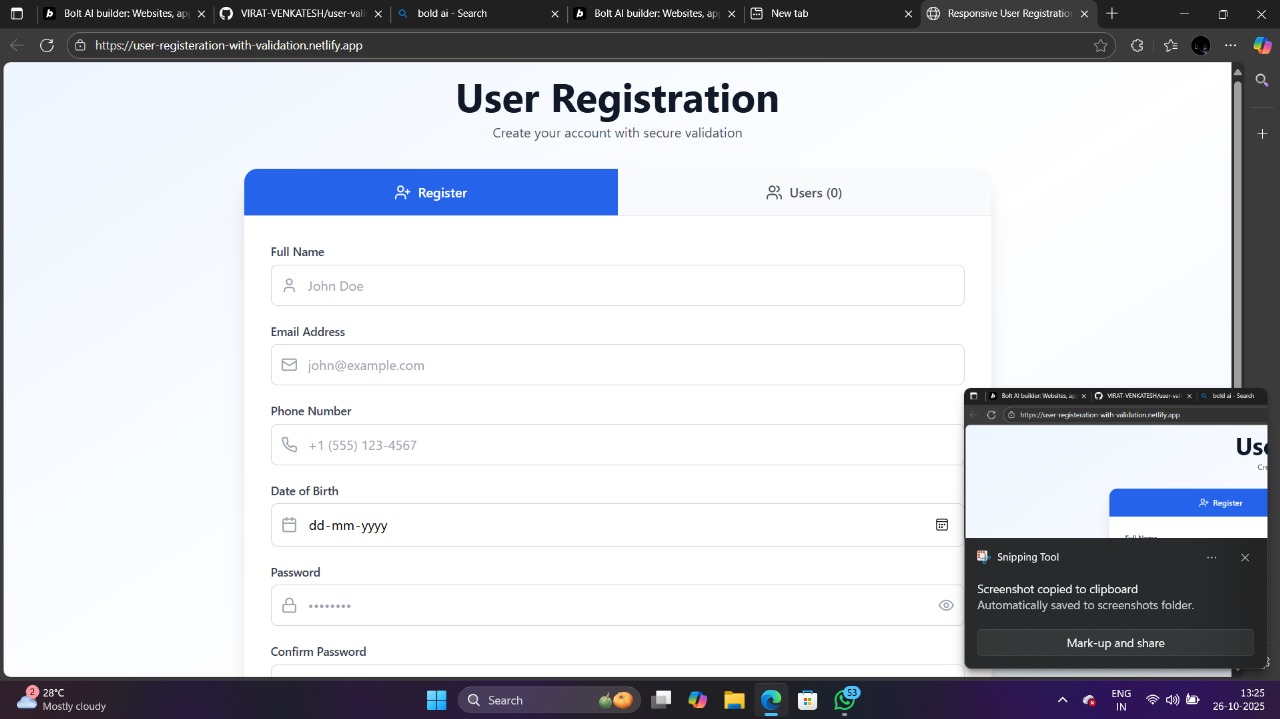 Bolt AI builder: Websites, app
VIRAT-VENKATESH/user-vali
bold ai - Search
Bolt AI builder: Websites, app
New tab
Responsive User Registration
https://user-registeration-with-validation.netlify.app
User Registration
Create your account with secure validation
Register
Users (0)
Full Name
John Doe
Email Address
john@example.com
Phone Number
+1 (555) 123-4567
Date of Birth
dd-mm-yyyy
Password
Confirm Password
Bolt AI builder: Websites, ap
VIRAT-VENKATESH/user-vali
bold ai - Search
https://user-registeration-with-validation.netlify.app
Use
Register
Full Name
Snipping Tool
Screenshot copied to clipboard
Automatically saved to screenshots folder.
Mark-up and share
2
28°C
Mostly cloudy
Search
53
ENG
IN
13:25
26-10-2025